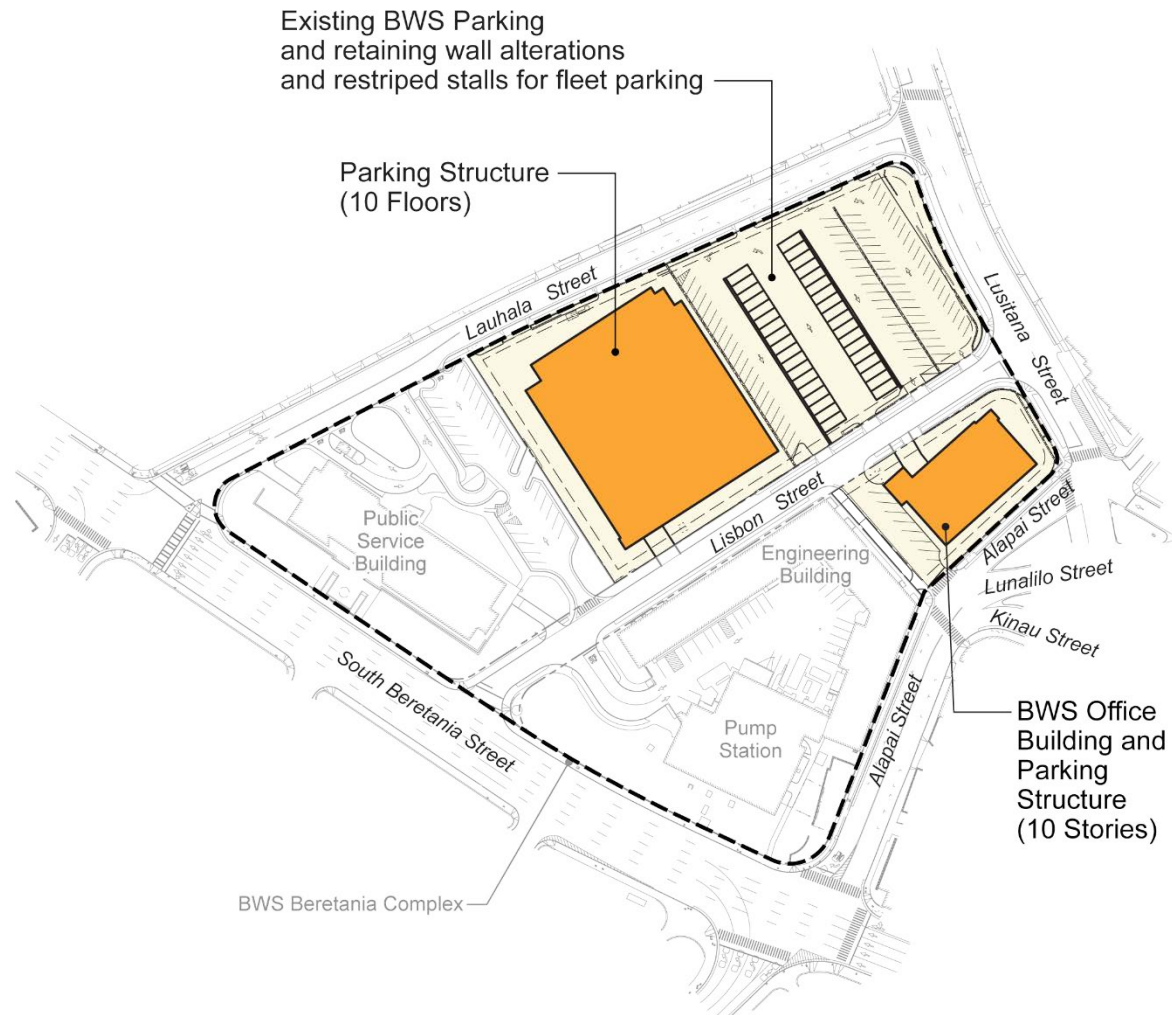 Existing BWS Parking
and retaining wall alterations
and restriped stalls for fleet parking
Parking Structure
(10 Floors)
Lauhala Street
Lusitana Street
Lisbon Street
Public
Service
Building
Engineering
Building
Alapai Street
Lunalilo Street
Kinau Street
South Beretania Street
Pump
Station
Alapai Street
BWS Office
Building and
Parking
Structure
(10 Stories)
BWS Beretania Complex